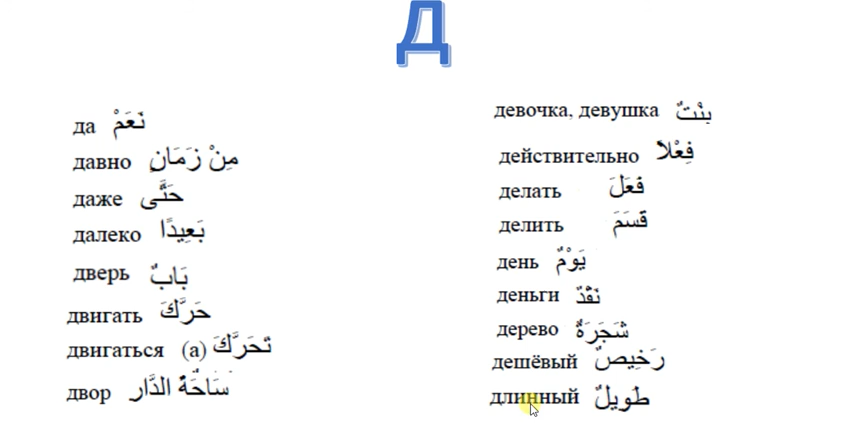 Д
да نَعَمْ
давно مِنْ زَمَانٍ
даже حَتَّى
далеко بَعِيدًا
дверь بَابٌ
двигать حَرَّكَ
двигаться (а) تَحَرَّكَ
двор سَاحَةُ الدَّارِ
девочка, девушка بِنْتٌ
действительно فِعْلاً
делать فَعَلَ
делить قَسَمَ
день يَوْمٌ
деньги نَقْدٌ
дерево شَجَرَةٌ
дешёвый رَخِيصٌ
длинный طَوِيلٌ